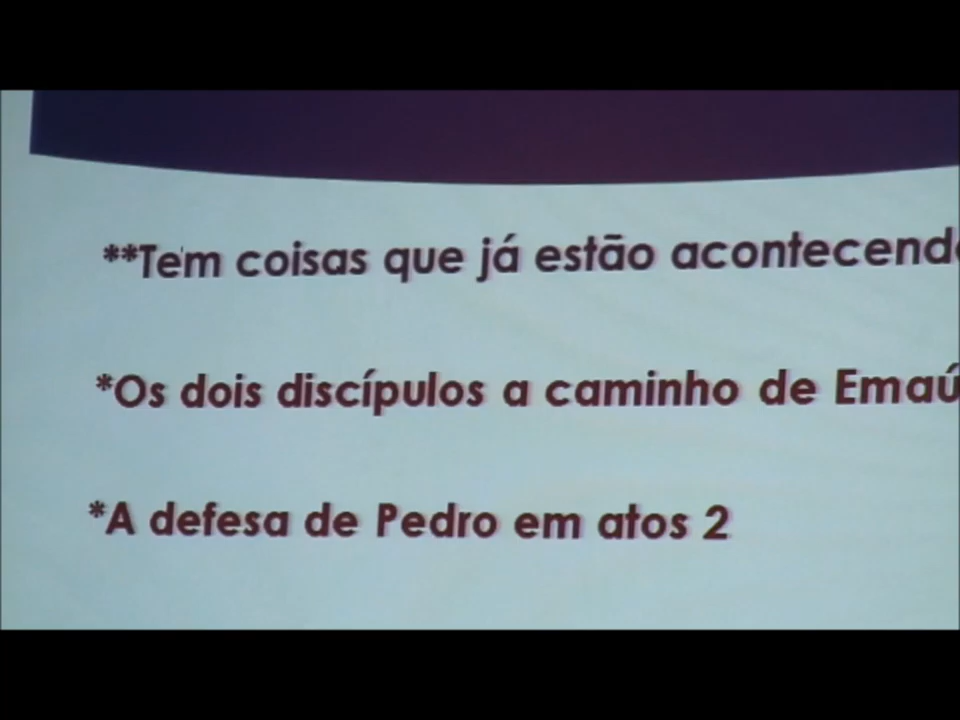 **Tem coisas que já estão acontecend
*Os dois discípulos a caminho de Emaú
*A defesa de Pedro em atos 2